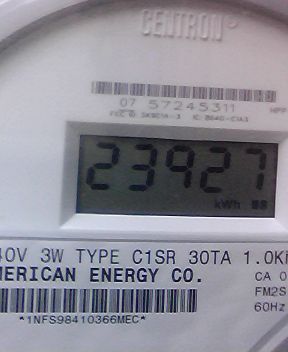 CENTRON
07 57245311
23927
kWh
40V 3W TYPE C1SR 30TA 1.0K
MERICAN ENERGY CO.
CA 0
FM2S
60Hz
*1NFS98410366MEC*